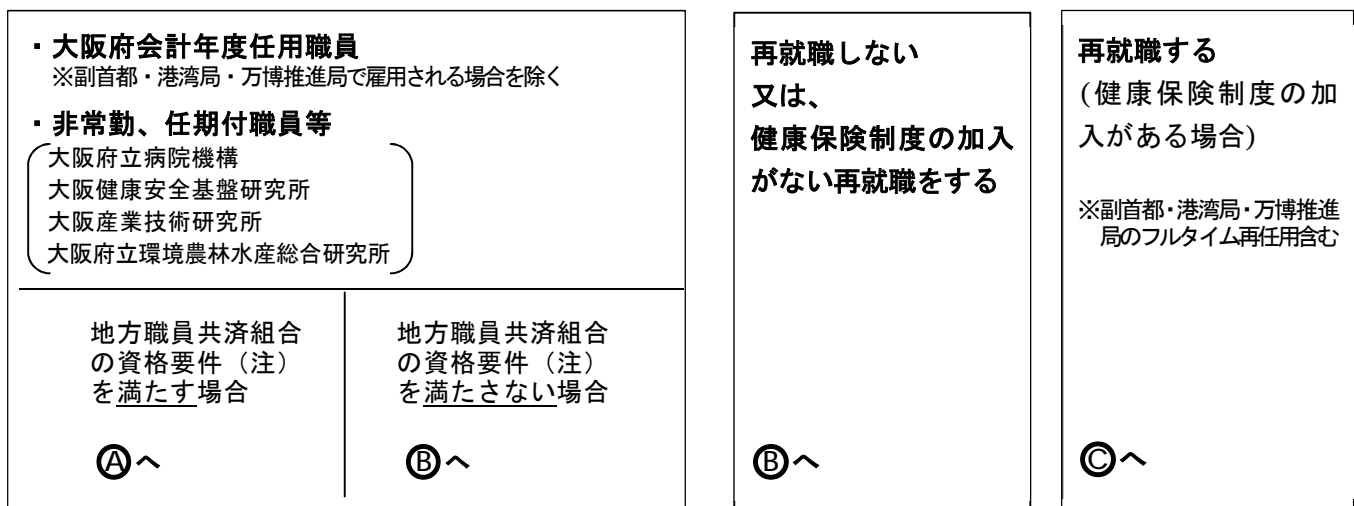 ・大阪府会計年度任用職員
※副首都・港湾局・万博推進局で雇用される場合を除く
・非常勤、任期付職員等
大阪府立病院機構
大阪健康安全基盤研究所
大阪産業技術研究所
大阪府立環境農林水産総合研究所
地方職員共済組合
の資格要件（注）
を満たす場合
Ⓐへ
地方職員共済組合
の資格要件（注）
を満たさない場合
Ⓑへ
再就職しない
又は、
健康保険制度の加入
がない再就職をする
Ⓑへ
再就職する
(健康保険制度の加
入がある場合)
※副首都・港湾局・万博推進
局のフルタイム再任用含む
Ⓒへ